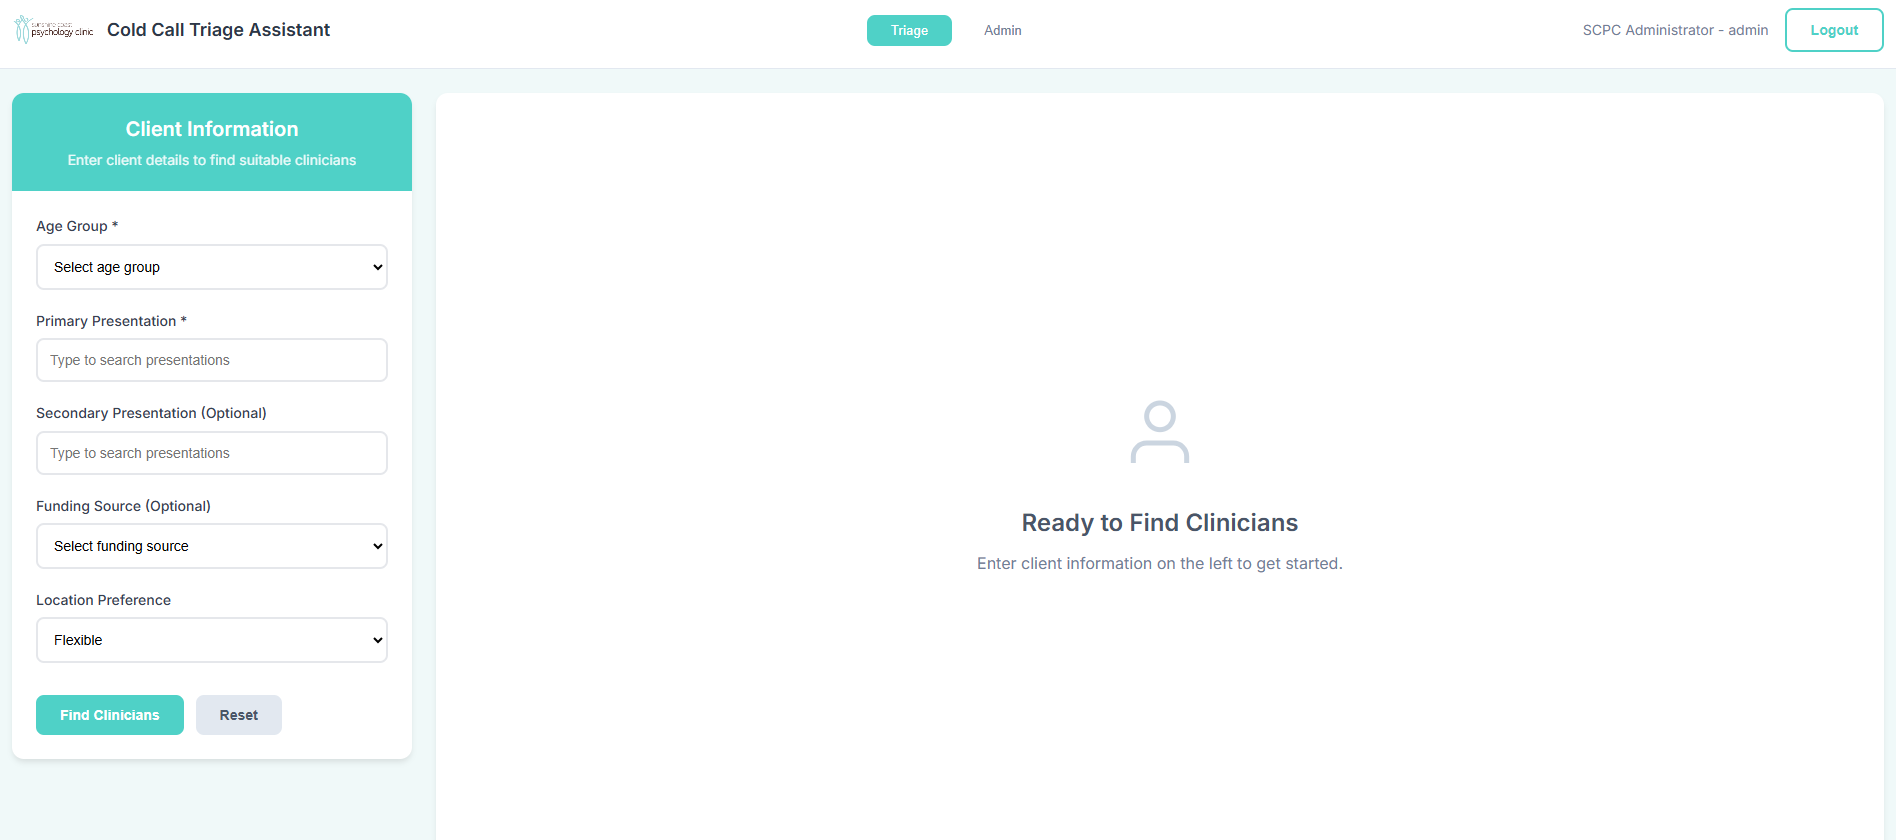 sunshine coast
psychology clinic
Cold Call Triage Assistant
Triage
Admin
SCPC Administrator - admin
Logout
Client Information
Enter client details to find suitable clinicians
Age Group *
Select age group
Primary Presentation *
Type to search presentations
Secondary Presentation (Optional)
Type to search presentations
Funding Source (Optional)
Select funding source
Location Preference
Flexible
Find Clinicians
Reset
Ready to Find Clinicians
Enter client information on the left to get started.